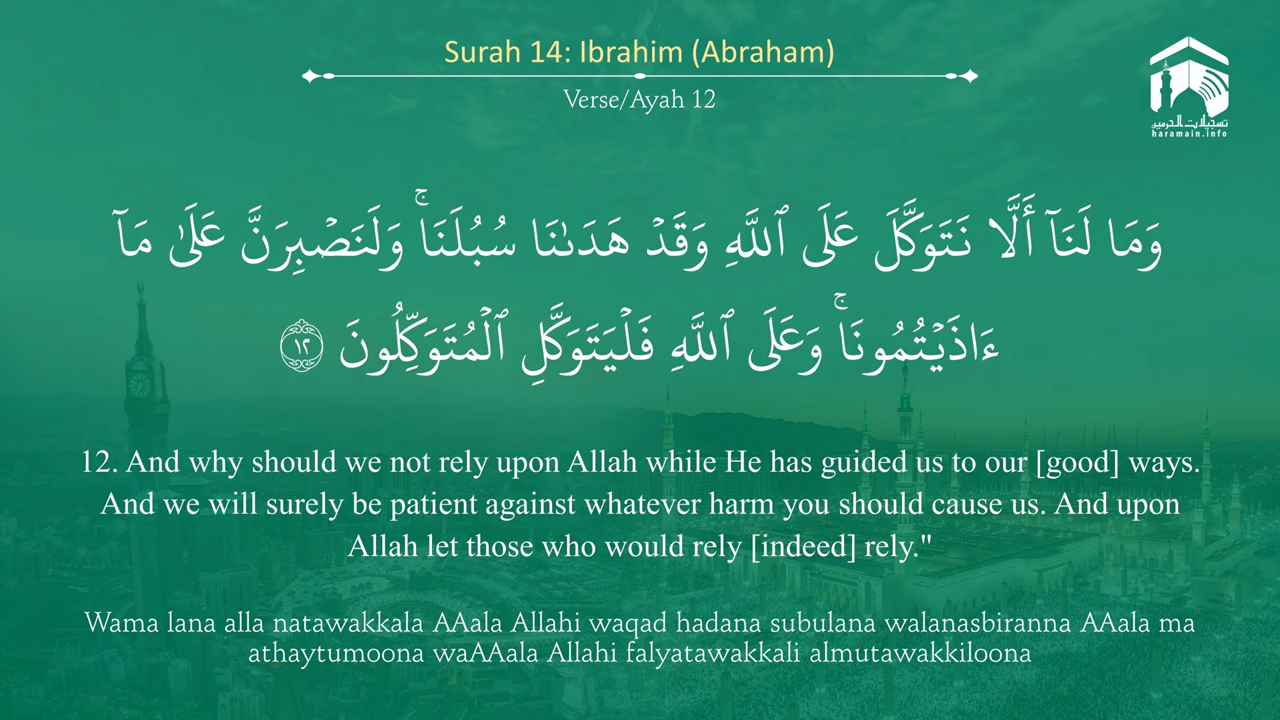 Surah 14: Ibrahim (Abraham)
Verse/Ayah 12
تسجيلات الحرمين
haramain.info
وَمَا لَنَآ أَلَّا نَتَوَكَّلَ عَلَى ٱللَّهِ وَقَدۡ هَدَىٰنَا سُبُلَنَاۚ وَلَنَصۡبِرَنَّ عَلَىٰ مَآ
ءَاذَيۡتُمُونَاۚ وَعَلَى ٱللَّهِ فَلۡيَتَوَكَّلِ ٱلۡمُتَوَكِّلُونَ ١٢
12. And why should we not rely upon Allah while He has guided us to our [good] ways.
And we will surely be patient against whatever harm you should cause us. And upon
Allah let those who would rely [indeed] rely."
Wama lana alla natawakkala AAala Allahi waqad hadana subulana walanasbiranna AAala ma
athaytumoona waAAala Allahi falyatawakkali almutawakkiloona